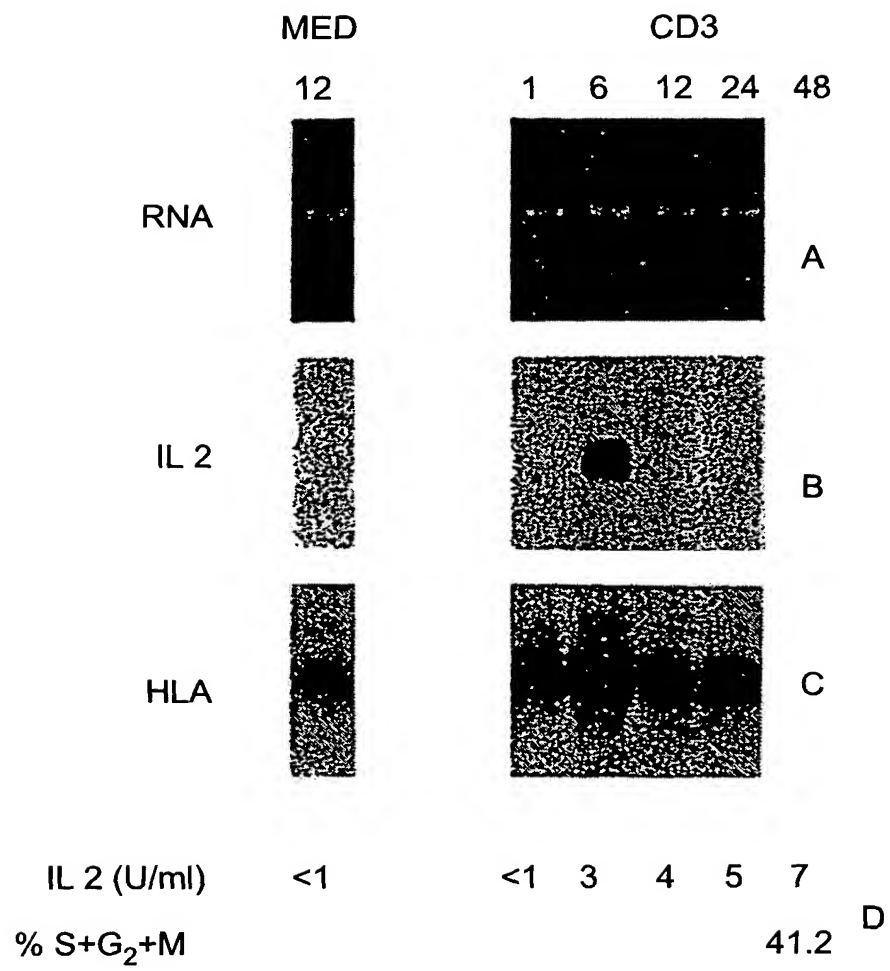 MED CD3
12 1 6 12 24 48
RNA
A
IL 2
B
HLA
C
IL 2 (U/ml) <1 <1 3 4 5 7
D
% S+G₂+M 41.2